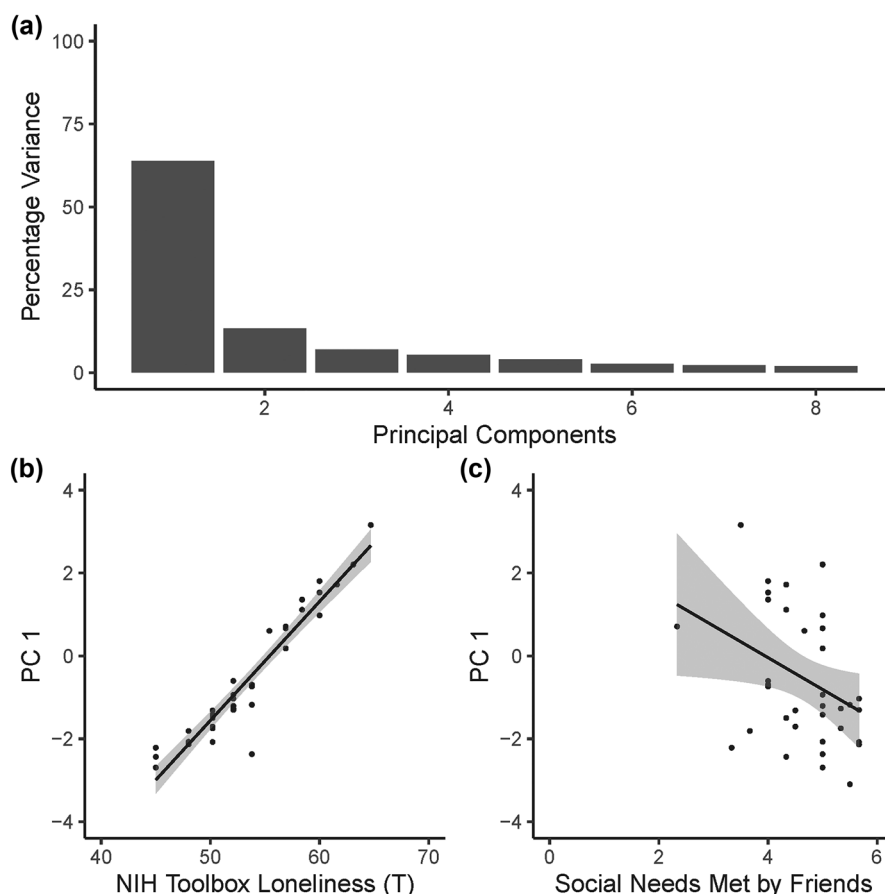 (a)
100
75
50
25
0
Percentage Variance
2 4 6 8
Principal Components
(b)
4
2
0
−2
−4
PC 1
40 50 60 70
NIH Toolbox Loneliness (T)
(c)
4
2
0
−2
−4
PC 1
0 2 4 6
Social Needs Met by Friends